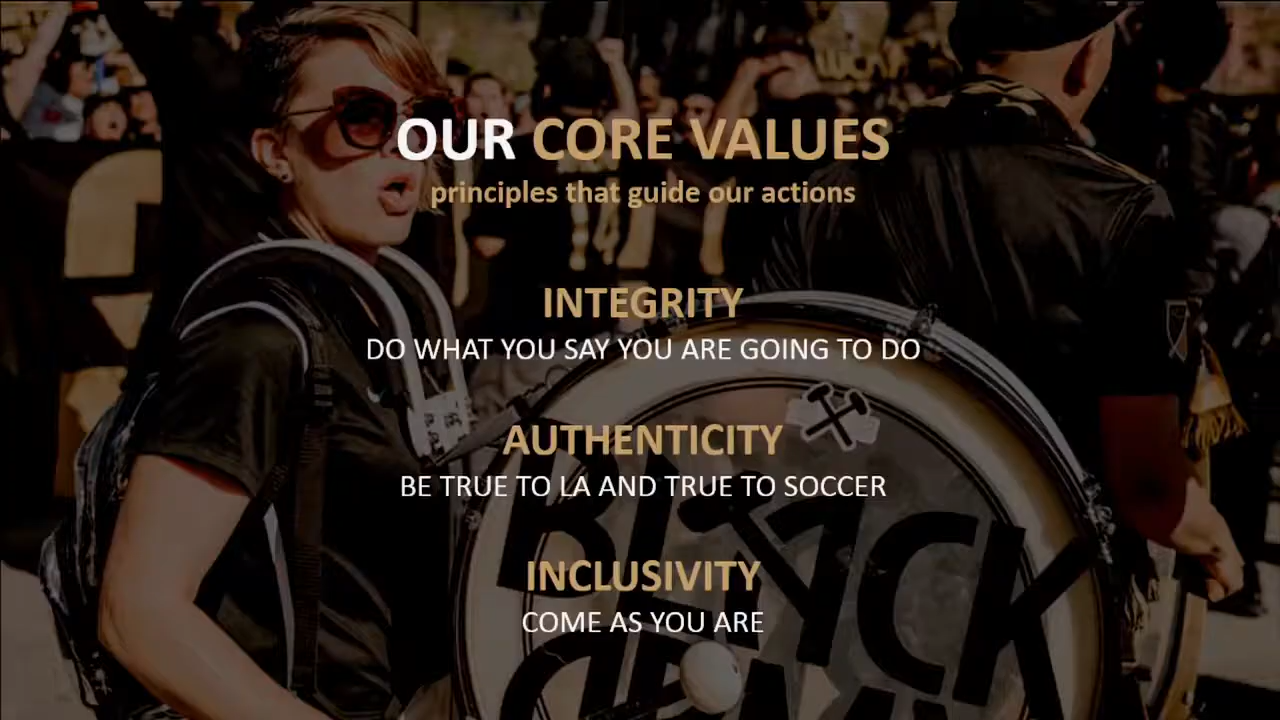 OUR CORE VALUES
principles that guide our actions
INTEGRITY
DO WHAT YOU SAY YOU ARE GOING TO DO
AUTHENTICITY
BE TRUE TO LA AND TRUE TO SOCCER
INCLUSIVITY
COME AS YOU ARE
BLACK